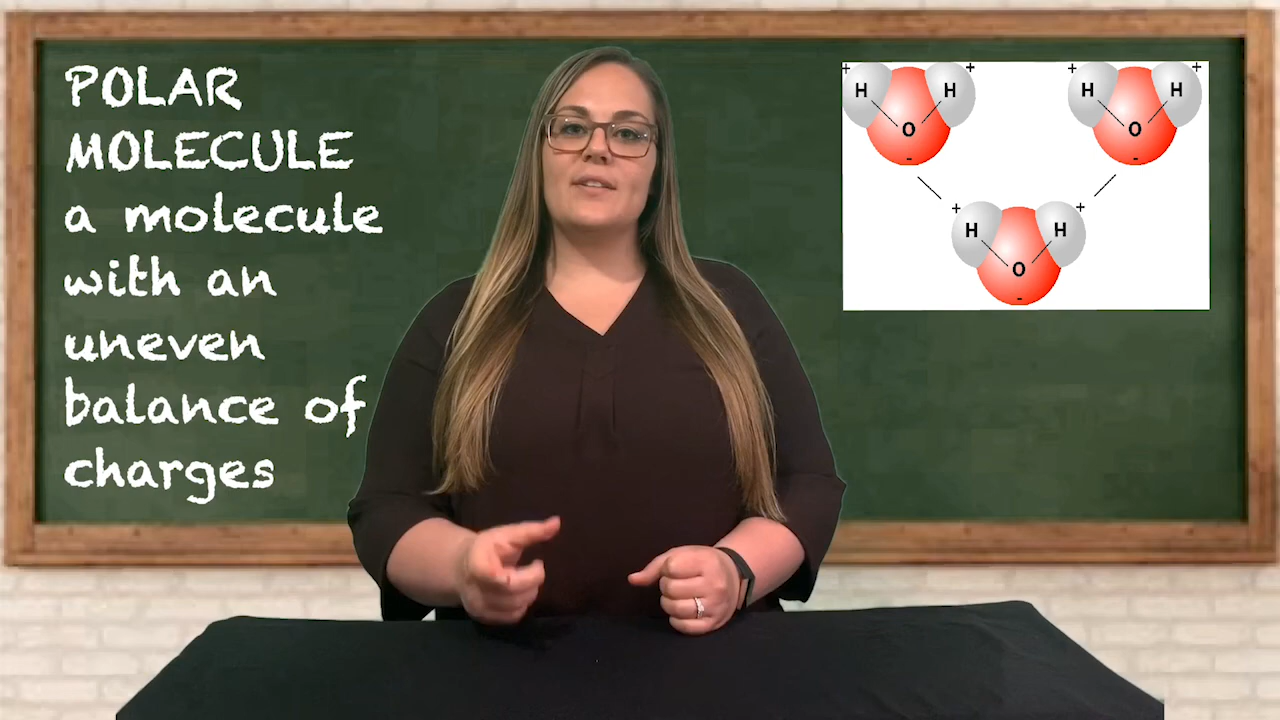 POLAR
MOLECULE
a molecule
with an
uneven
balance of
charges
+ + + +
H H H H
O O
- -
+ +
H H
O
-